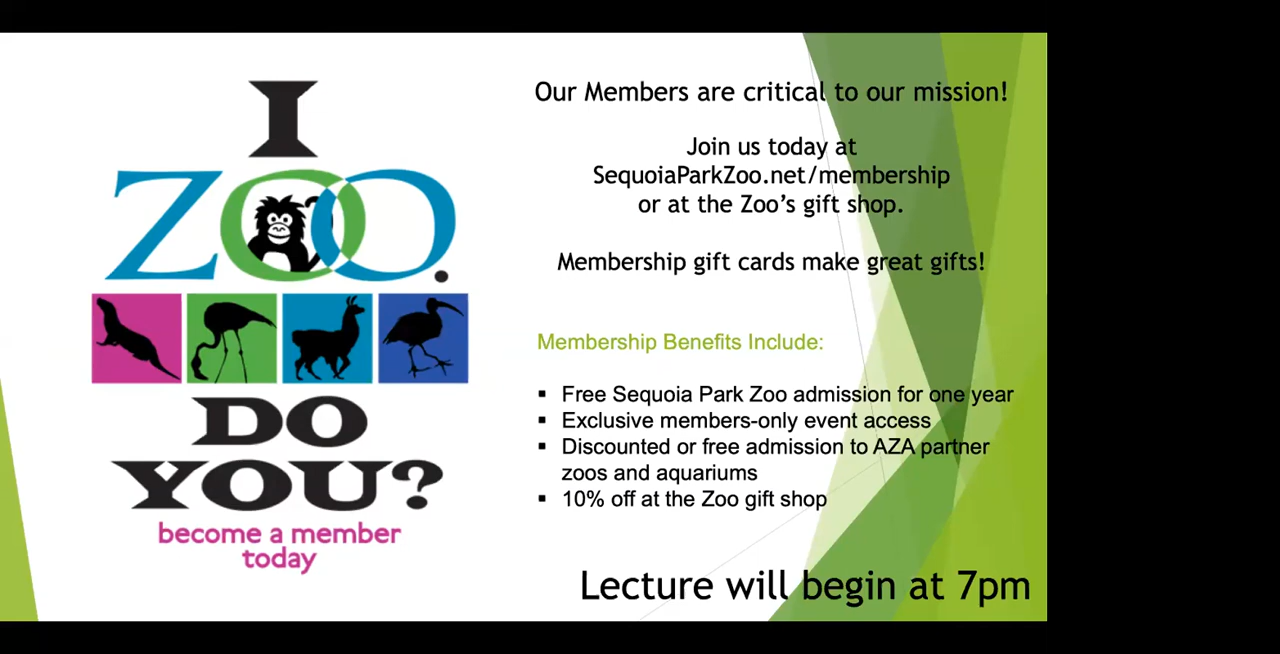 I
ZOO.
DO
YOU?
become a member
today
Our Members are critical to our mission!
Join us today at
SequoiaParkZoo.net/membership
or at the Zoo's gift shop.
Membership gift cards make great gifts!
Membership Benefits Include:
▪ Free Sequoia Park Zoo admission for one year
▪ Exclusive members-only event access
▪ Discounted or free admission to AZA partner
zoos and aquariums
▪ 10% off at the Zoo gift shop
Lecture will begin at 7pm